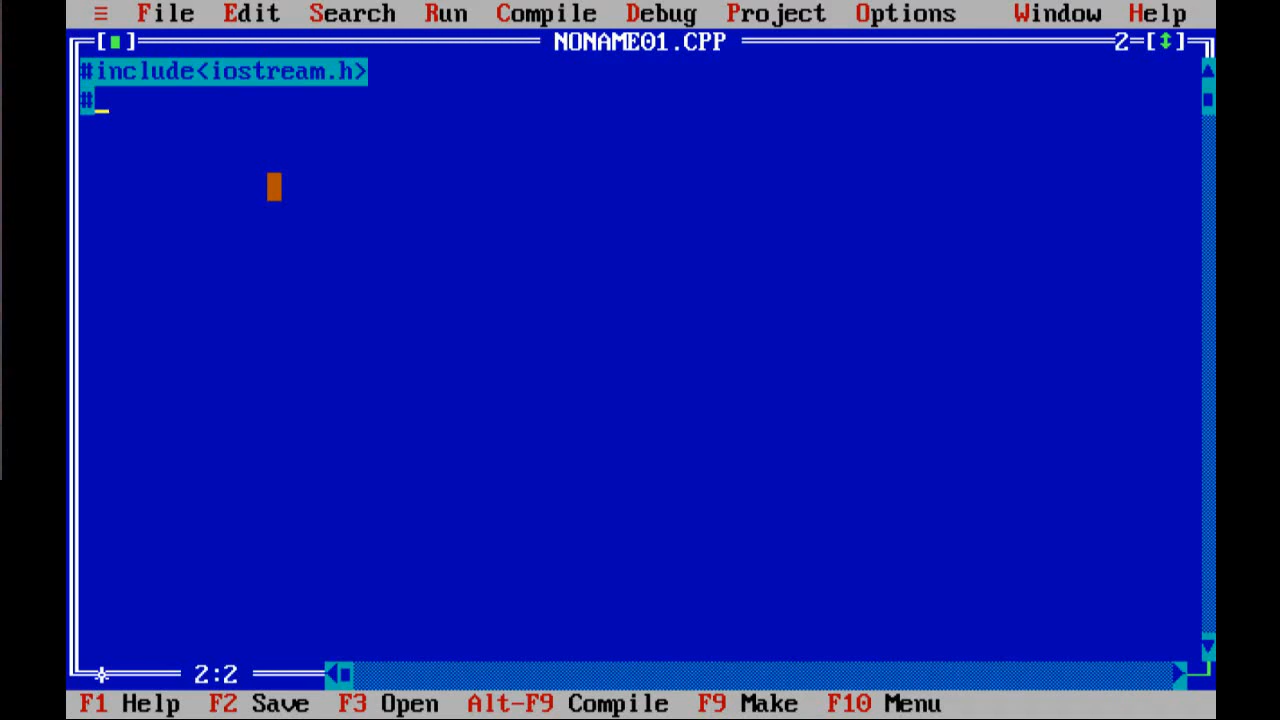 ≡ File Edit Search Run Compile Debug Project Options Window Help
[■] NONAME01.CPP 2=[↕]
#include<iostream.h>
#_
2:2
F1 Help F2 Save F3 Open Alt-F9 Compile F9 Make F10 Menu